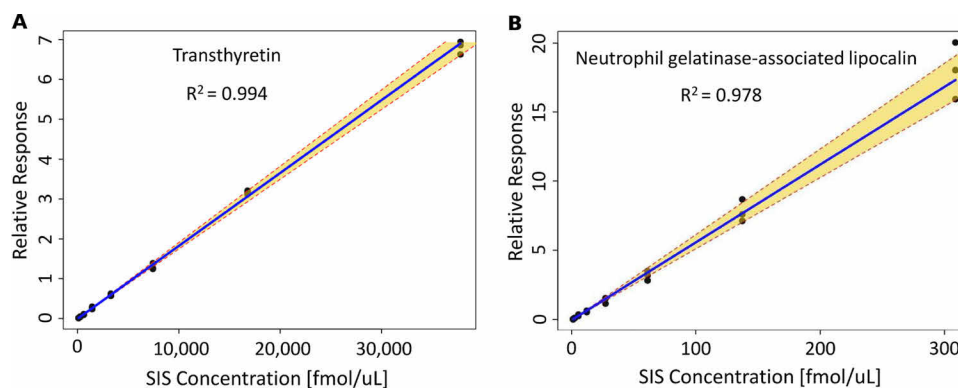 A
Transthyretin
R² = 0.994
7
6
5
4
3
2
1
0
Relative Response
0
10,000
20,000
30,000
SIS Concentration [fmol/uL]
B
Neutrophil gelatinase-associated lipocalin
R² = 0.978
20
15
10
5
0
Relative Response
0
100
200
300
SIS Concentration [fmol/uL]